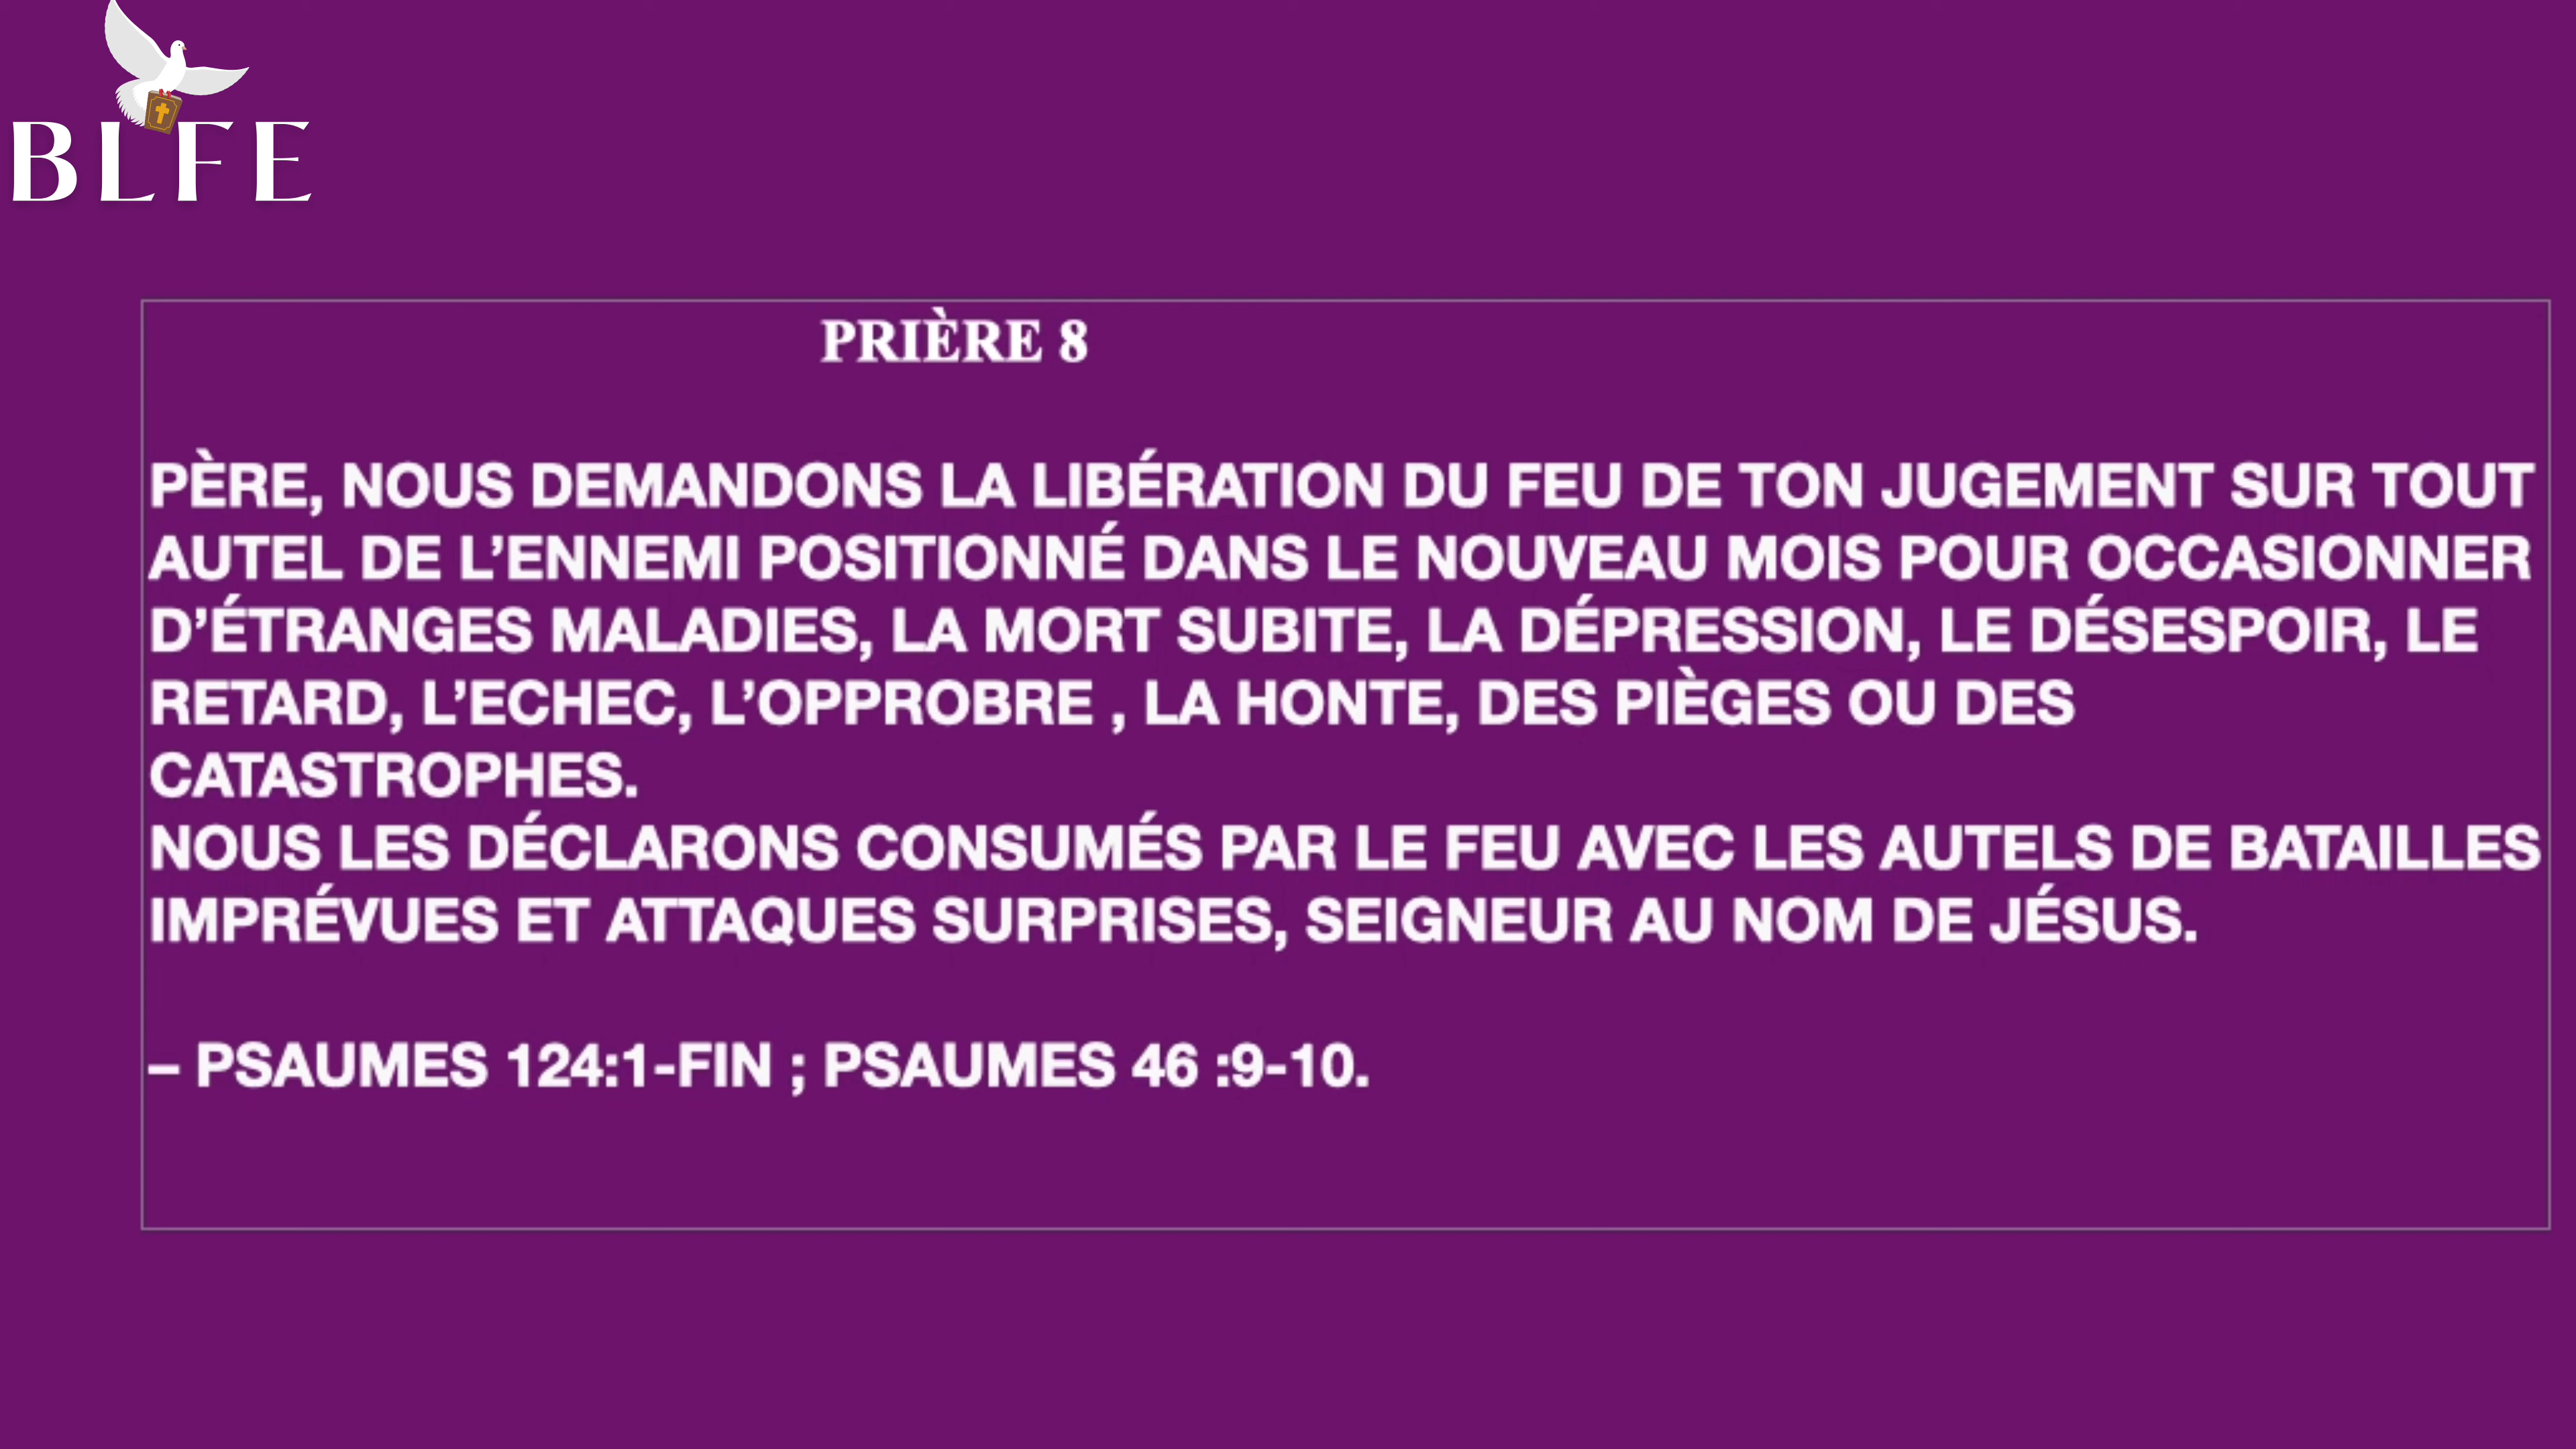 BLFE
PRIÈRE 8
PÈRE, NOUS DEMANDONS LA LIBÉRATION DU FEU DE TON JUGEMENT SUR TOUT
AUTEL DE L’ENNEMI POSITIONNÉ DANS LE NOUVEAU MOIS POUR OCCASIONNER
D’ÉTRANGES MALADIES, LA MORT SUBITE, LA DÉPRESSION, LE DÉSESPOIR, LE
RETARD, L’ECHEC, L’OPPROBRE , LA HONTE, DES PIÈGES OU DES
CATASTROPHES.
NOUS LES DÉCLARONS CONSUMÉS PAR LE FEU AVEC LES AUTELS DE BATAILLES
IMPRÉVUES ET ATTAQUES SURPRISES, SEIGNEUR AU NOM DE JÉSUS.
– PSAUMES 124:1-FIN ; PSAUMES 46 :9-10.